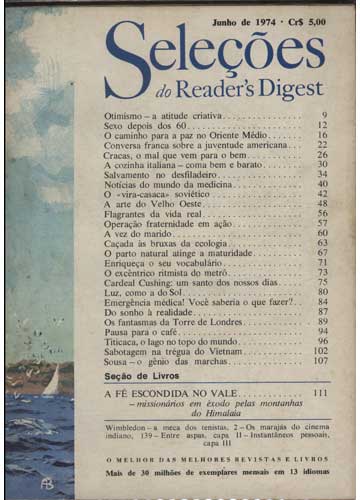 Junho de 1974 · Cr$ 5,00
Seleções
do Reader's Digest
Otimismo – a atitude criativa 9
Sexo depois dos 60 12
O caminho para a paz no Oriente Médio 16
Conversa franca sobre a juventude americana 22
Cracas, o mal que vem para o bem 26
A cozinha italiana – coma bem e barato 30
Salvamento no desfiladeiro 34
Notícias do mundo da medicina 40
O «vira-casaca» soviético 42
A arte do Velho Oeste 48
Flagrantes da vida real 56
Operação fraternidade em ação 57
A vez do marido 60
Caçada às bruxas da ecologia 63
O parto natural atinge a maturidade 67
Enriqueça o seu vocabulário 71
O excêntrico ritmista do metrô 73
Cardeal Cushing: um santo dos nossos dias 75
Luz, como a do Sol 80
Emergência médica! Você saberia o que fazer? 84
Do sonho à realidade 87
Os fantasmas da Torre de Londres 89
Pausa para o café 94
Titicaca, o lago no topo do mundo 96
Sabotagem na trégua do Vietnam 102
Sousa – o gênio das marchas 107
Seção de Livros
A FÉ ESCONDIDA NO VALE 111
– missionários em êxodo pelas montanhas
do Himalaia
Wimbledon – a meca dos tenistas, 2 – Os marajás do cinema
indiano, 139 – Entre aspas, capa II – Instantâneos pessoais,
capa III
O MELHOR DAS MELHORES REVISTAS E LIVROS
Mais de 30 milhões de exemplares mensais em 13 idiomas